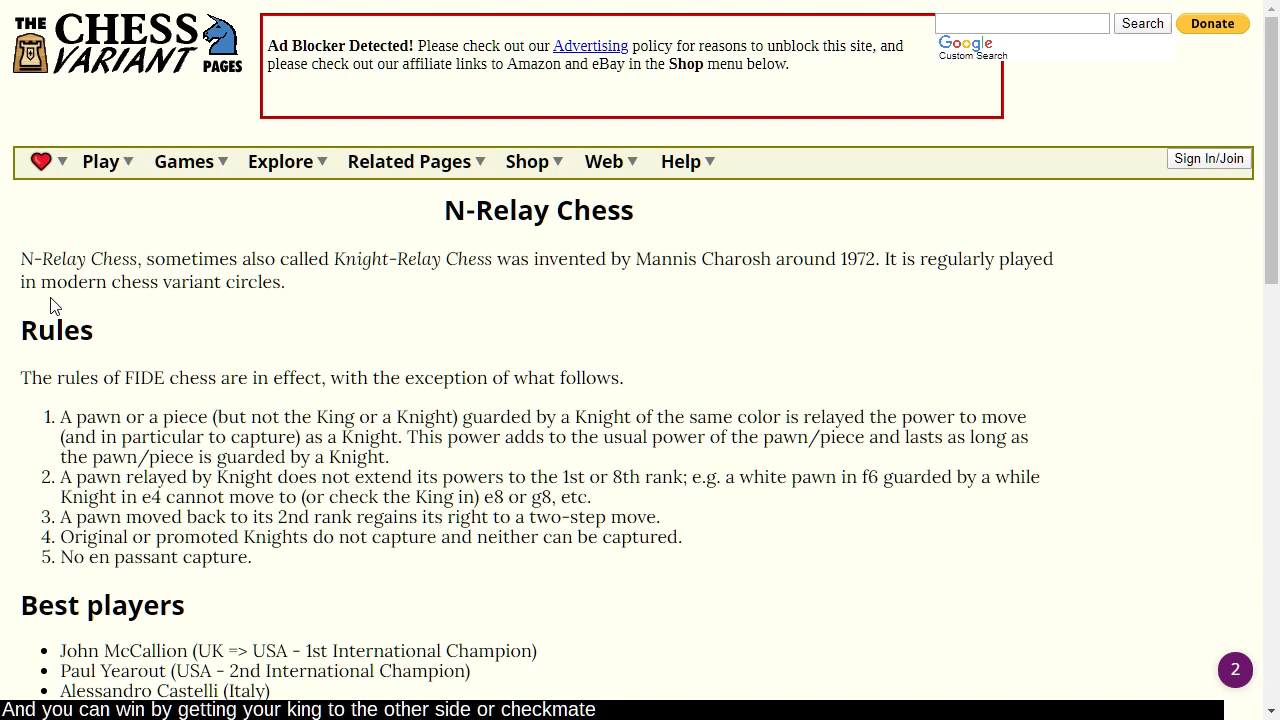 THE CHESS VARIANT PAGES
Ad Blocker Detected! Please check out our Advertising policy for reasons to unblock this site, and
please check out our affiliate links to Amazon and eBay in the Shop menu below.
Search
Donate
Google
Custom Search
Play Games Explore Related Pages Shop Web Help
Sign In/Join
N-Relay Chess
N-Relay Chess, sometimes also called Knight-Relay Chess was invented by Mannis Charosh around 1972. It is regularly played
in modern chess variant circles.
Rules
The rules of FIDE chess are in effect, with the exception of what follows.
1. A pawn or a piece (but not the King or a Knight) guarded by a Knight of the same color is relayed the power to move
(and in particular to capture) as a Knight. This power adds to the usual power of the pawn/piece and lasts as long as
the pawn/piece is guarded by a Knight.
2. A pawn relayed by Knight does not extend its powers to the 1st or 8th rank; e.g. a white pawn in f6 guarded by a while
Knight in e4 cannot move to (or check the King in) e8 or g8, etc.
3. A pawn moved back to its 2nd rank regains its right to a two-step move.
4. Original or promoted Knights do not capture and neither can be captured.
5. No en passant capture.
Best players
• John McCallion (UK => USA - 1st International Champion)
• Paul Yearout (USA - 2nd International Champion)
• Alessandro Castelli (Italy)
2
And you can win by getting your king to the other side or checkmate